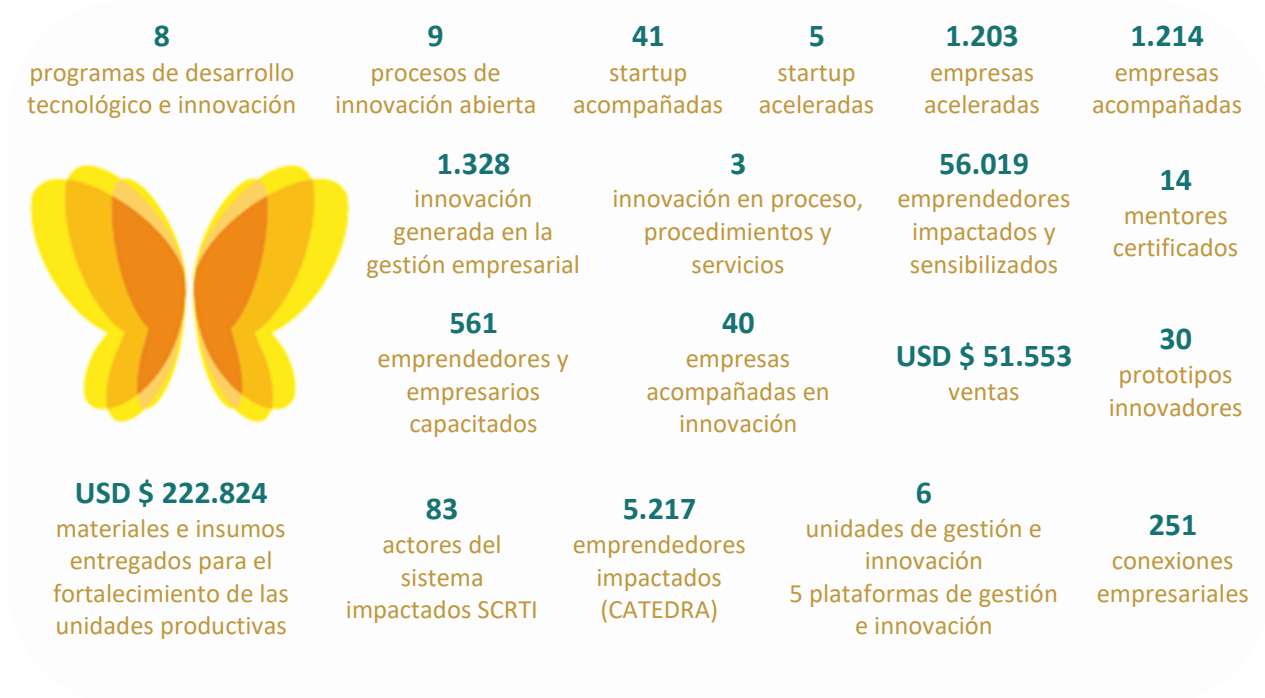 8
programas de desarrollo
tecnológico e innovación
9
procesos de
innovación abierta
41
startup
acompañadas
5
startup
aceleradas
1.203
empresas
aceleradas
1.214
empresas
acompañadas
1.328
innovación
generada en la
gestión empresarial
3
innovación en proceso,
procedimientos y
servicios
56.019
emprendedores
impactados y
sensibilizados
14
mentores
certificados
561
emprendedores y
empresarios
capacitados
40
empresas
acompañadas en
innovación
USD $ 51.553
ventas
30
prototipos
innovadores
USD $ 222.824
materiales e insumos
entregados para el
fortalecimiento de las
unidades productivas
83
actores del
sistema
impactados SCRTI
5.217
emprendedores
impactados
(CATEDRA)
6
unidades de gestión e
innovación
5 plataformas de gestión
e innovación
251
conexiones
empresariales